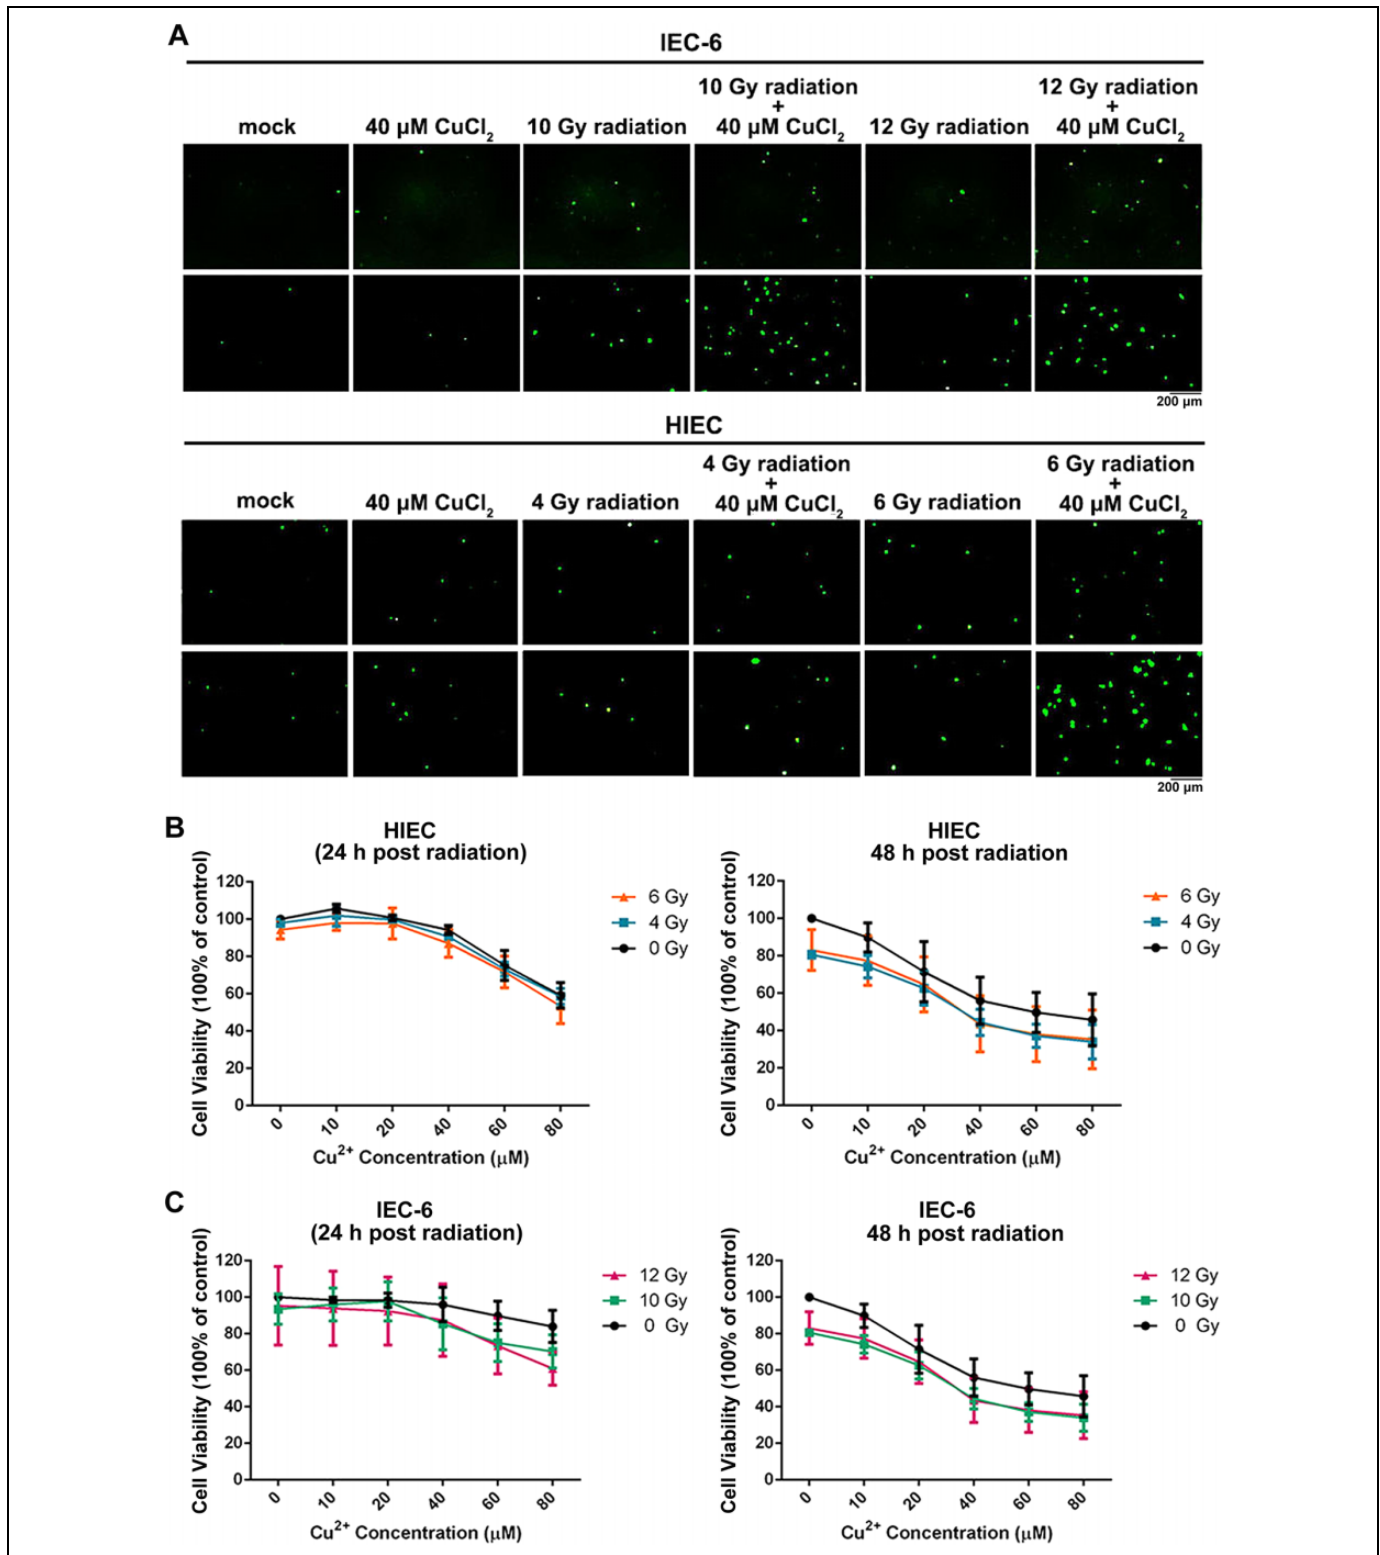 A
IEC-6
mock
40 µM CuCl₂
10 Gy radiation
10 Gy radiation
+
40 µM CuCl₂
12 Gy radiation
12 Gy radiation
+
40 µM CuCl₂
200 µm
HIEC
mock
40 µM CuCl₂
4 Gy radiation
4 Gy radiation
+
40 µM CuCl₂
6 Gy radiation
6 Gy radiation
+
40 µM CuCl₂
200 µm
B
HIEC
(24 h post radiation)
Cell Viability (100% of control)
120
100
80
60
40
20
0
0 10 20 40 60 80
Cu²⁺ Concentration (µM)
6 Gy
4 Gy
0 Gy
HIEC
48 h post radiation
Cell Viability (100% of control)
120
100
80
60
40
20
0
0 10 20 40 60 80
Cu²⁺ Concentration (µM)
6 Gy
4 Gy
0 Gy
C
IEC-6
(24 h post radiation)
Cell Viability (100% of control)
120
100
80
60
40
20
0
0 10 20 40 60 80
Cu²⁺ Concentration (µM)
12 Gy
10 Gy
0 Gy
IEC-6
48 h post radiation
Cell Viability (100% of control)
120
100
80
60
40
20
0
0 10 20 40 60 80
Cu²⁺ Concentration (µM)
12 Gy
10 Gy
0 Gy